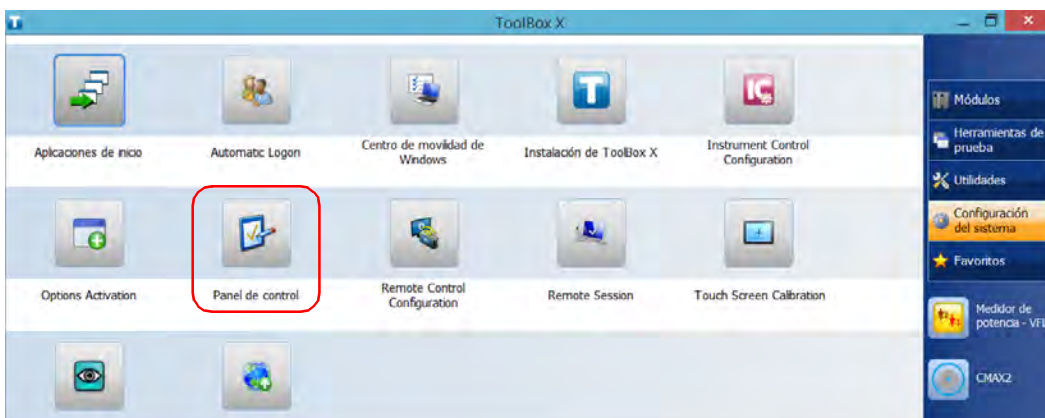 ToolBox X
Aplicaciones de inicio
Automatic Logon
Centro de movilidad de
Windows
Instalación de ToolBox X
Instrument Control
Configuration
Options Activation
Panel de control
Remote Control
Configuration
Remote Session
Touch Screen Calibration
Módulos
Herramientas de
prueba
Utilidades
Configuración
del sistema
Favoritos
Medidor de
potencia - VFL
CMAX2